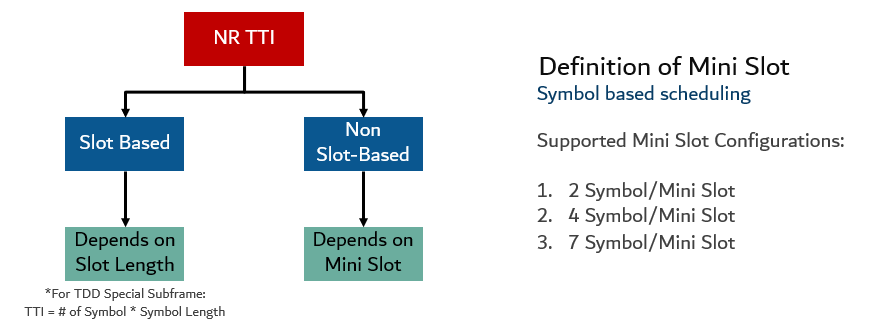 NR TTI
Slot Based
Non
Slot-Based
Depends on
Slot Length
Depends on
Mini Slot
*For TDD Special Subframe:
TTI = # of Symbol * Symbol Length
Definition of Mini Slot
Symbol based scheduling
Supported Mini Slot Configurations:
1. 2 Symbol/Mini Slot
2. 4 Symbol/Mini Slot
3. 7 Symbol/Mini Slot